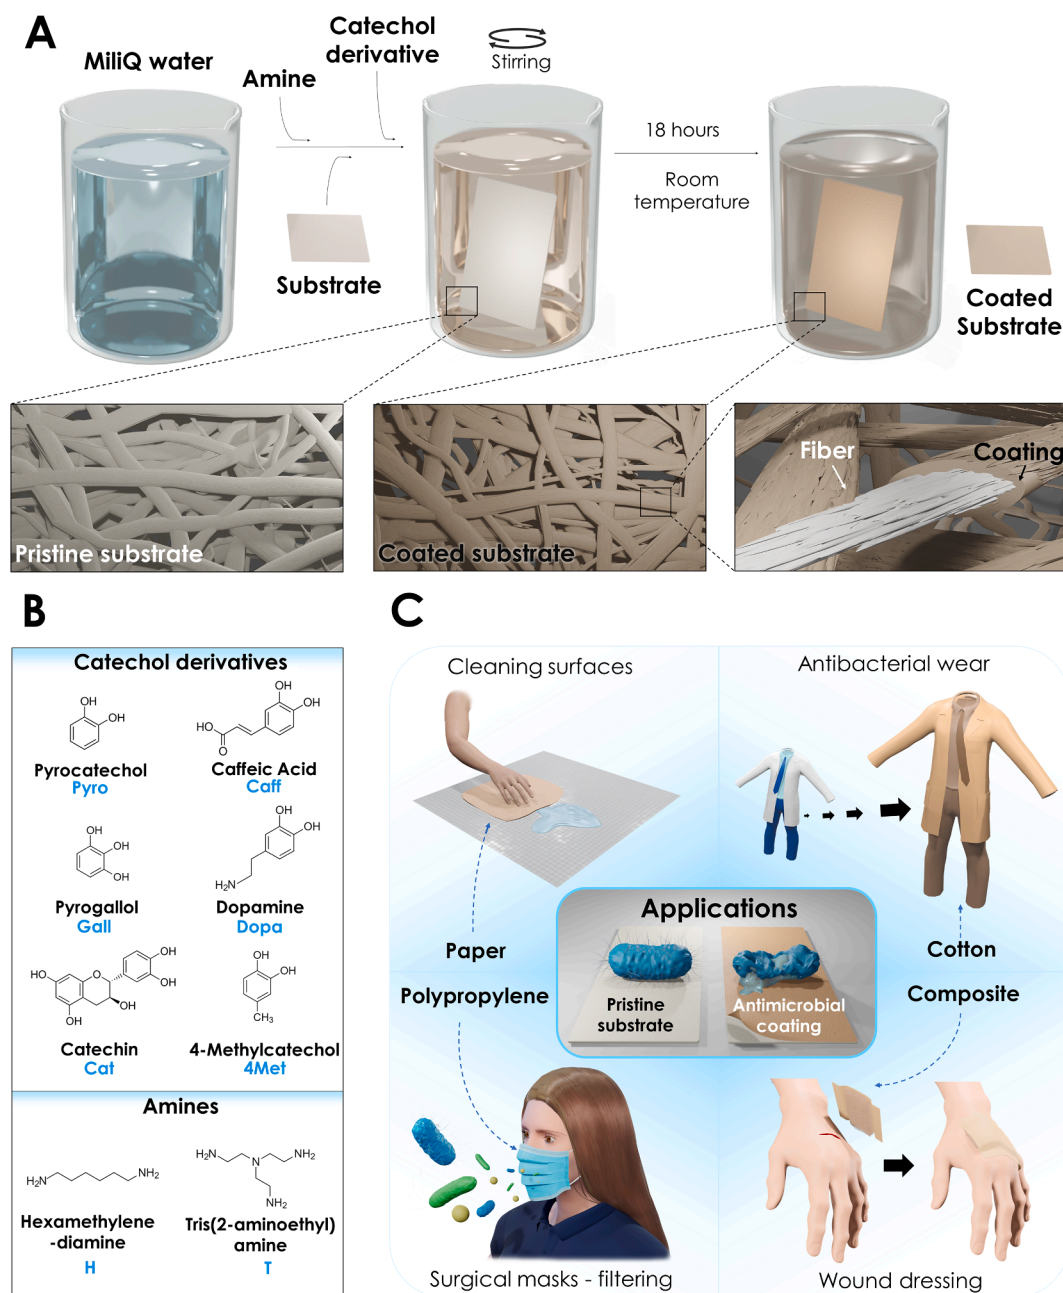 A
MiliQ water
Amine
Catechol
derivative
Stirring
Substrate
18 hours
Room
temperature
Coated
Substrate
Pristine substrate
Coated substrate
Fiber
Coating
B
Catechol derivatives
OH
OH
Pyrocatechol
Pyro
OH
OH
HO
O
Caffeic Acid
Caff
OH
OH
OH
Pyrogallol
Gall
OH
OH
H2N
Dopamine
Dopa
OH
OH
HO
O
OH
OH
Catechin
Cat
OH
OH
CH3
4-Methylcatechol
4Met
Amines
H2N
NH2
Hexamethylene
-diamine
H
H2N
N
NH2
NH2
Tris(2-aminoethyl)
amine
T
C
Cleaning surfaces
Antibacterial wear
Applications
Pristine
substrate
Antimicrobial
coating
Paper
Cotton
Polypropylene
Composite
Surgical masks - filtering
Wound dressing